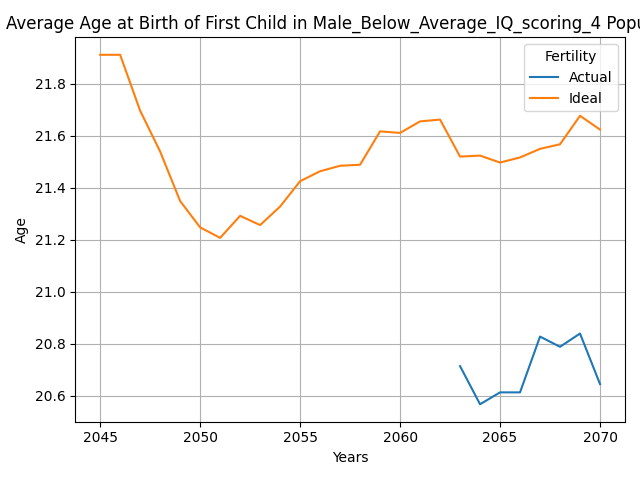 Average Age at Birth of First Child in Male_Below_Average_IQ_scoring_4
Fertility
Actual
Ideal
21.8
21.6
21.4
21.2
21.0
20.8
20.6
Age
2045 2050 2055 2060 2065 2070
Years